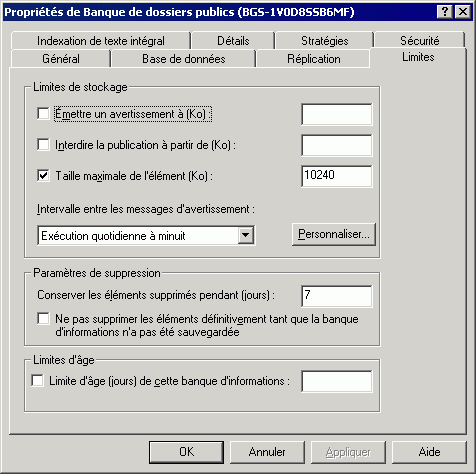 Propriétés de Banque de dossiers publics (BGS-1V0D8SSB6MF)
Indexation de texte intégral
Détails
Stratégies
Sécurité
Général
Base de données
Réplication
Limites
Limites de stockage
Émettre un avertissement à (Ko) :
Interdire la publication à partir de (Ko) :
Taille maximale de l'élément (Ko) :
10240
Intervalle entre les messages d'avertissement :
Exécution quotidienne à minuit
Personnaliser...
Paramètres de suppression
Conserver les éléments supprimés pendant (jours) :
7
Ne pas supprimer les éléments définitivement tant que la banque
d'informations n'a pas été sauvegardée
Limites d'âge
Limite d'âge (jours) de cette banque d'informations :
OK
Annuler
Appliquer
Aide